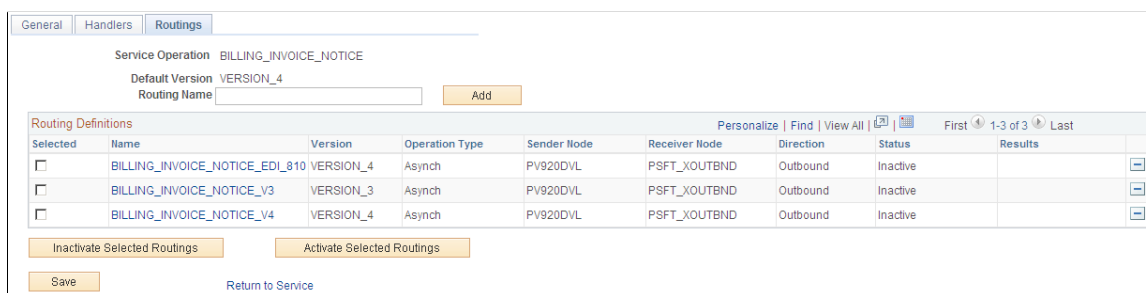 General Handlers Routings
Service Operation BILLING_INVOICE_NOTICE
Default Version VERSION_4
Routing Name Add
Routing Definitions Personalize | Find | View All | | First 1-3 of 3 Last
Selected Name Version Operation Type Sender Node Receiver Node Direction Status Results
BILLING_INVOICE_NOTICE_EDI_810 VERSION_4 Asynch PV920DVL PSFT_XOUTBND Outbound Inactive
BILLING_INVOICE_NOTICE_V3 VERSION_3 Asynch PV920DVL PSFT_XOUTBND Outbound Inactive
BILLING_INVOICE_NOTICE_V4 VERSION_4 Asynch PV920DVL PSFT_XOUTBND Outbound Inactive
Inactivate Selected Routings Activate Selected Routings
Save Return to Service